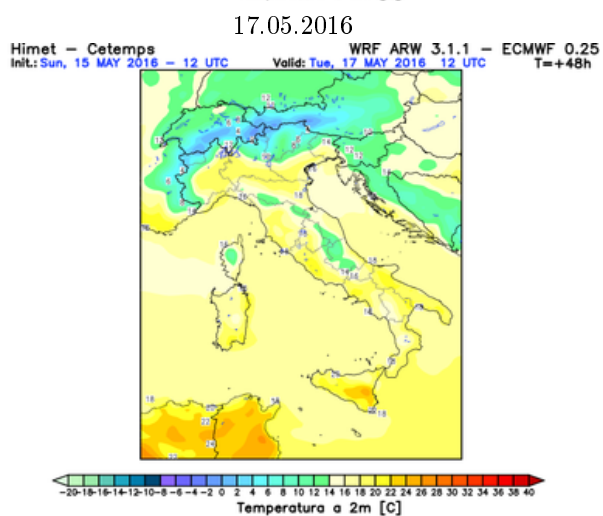 17.05.2016
Himet – Cetemps WRF ARW 3.1.1 – ECMWF 0.25
Init.: Sun, 15 MAY 2016 – 12 UTC Valid: Tue, 17 MAY 2016 12 UTC T=+48h
-20-18-16-14-12-10-8 -6 -4 -2 0 2 4 6 8 10 12 14 16 18 20 22 24 26 28 30 32 34 36 38 40
Temperatura a 2m [C]